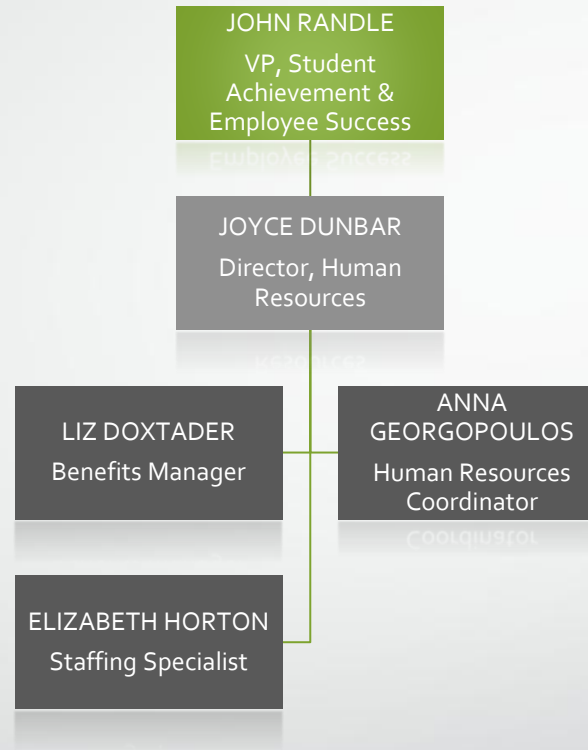 JOHN RANDLE
VP, Student
Achievement &
Employee Success
JOYCE DUNBAR
Director, Human
Resources
LIZ DOXTADER
Benefits Manager
ANNA
GEORGOPOULOS
Human Resources
Coordinator
ELIZABETH HORTON
Staffing Specialist